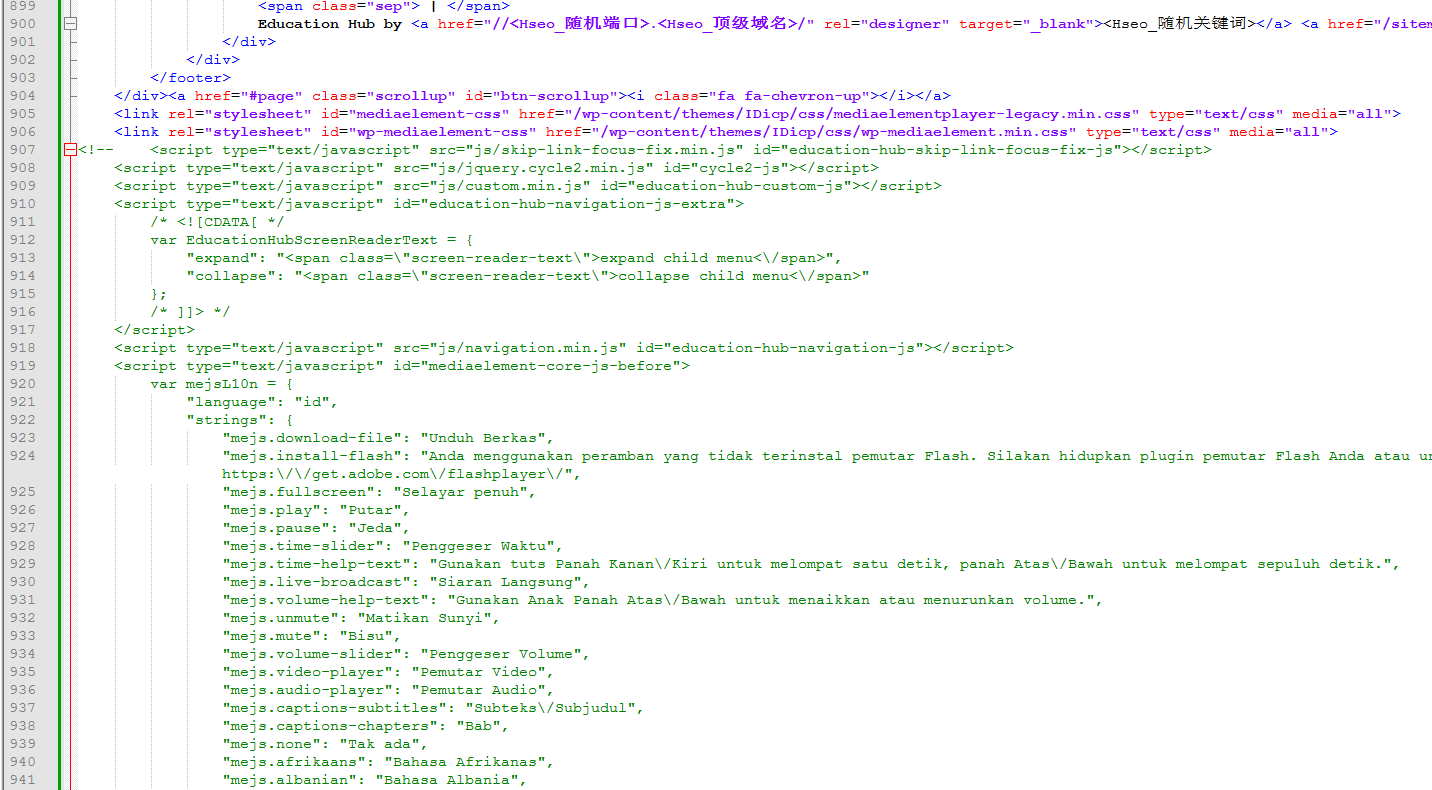 899 <span class="sep"> | </span>
900 Education Hub by <a href="//<Hseo_随机端口>.<Hseo_顶级域名>/" rel="designer" target="_blank"><Hseo_随机关键词></a> <a href="/sitem
901 </div>
902 </div>
903 </footer>
904 </div><a href="#page" class="scrollup" id="btn-scrollup"><i class="fa fa-chevron-up"></i></a>
905 <link rel="stylesheet" id="mediaelement-css" href="/wp-content/themes/IDicp/css/mediaelementplayer-legacy.min.css" type="text/css" media="all">
906 <link rel="stylesheet" id="wp-mediaelement-css" href="/wp-content/themes/IDicp/css/wp-mediaelement.min.css" type="text/css" media="all">
907 <!-- <script type="text/javascript" src="js/skip-link-focus-fix.min.js" id="education-hub-skip-link-focus-fix-js"></script>
908 <script type="text/javascript" src="js/jquery.cycle2.min.js" id="cycle2-js"></script>
909 <script type="text/javascript" src="js/custom.min.js" id="education-hub-custom-js"></script>
910 <script type="text/javascript" id="education-hub-navigation-js-extra">
911 /* <![CDATA[ */
912 var EducationHubScreenReaderText = {
913 "expand": "<span class=\"screen-reader-text\">expand child menu<\/span>",
914 "collapse": "<span class=\"screen-reader-text\">collapse child menu<\/span>"
915 };
916 /* ]]> */
917 </script>
918 <script type="text/javascript" src="js/navigation.min.js" id="education-hub-navigation-js"></script>
919 <script type="text/javascript" id="mediaelement-core-js-before">
920 var mejsL10n = {
921 "language": "id",
922 "strings": {
923 "mejs.download-file": "Unduh Berkas",
924 "mejs.install-flash": "Anda menggunakan peramban yang tidak terinstal pemutar Flash. Silakan hidupkan plugin pemutar Flash Anda atau un
https:\/\/get.adobe.com\/flashplayer\/",
925 "mejs.fullscreen": "Selayar penuh",
926 "mejs.play": "Putar",
927 "mejs.pause": "Jeda",
928 "mejs.time-slider": "Penggeser Waktu",
929 "mejs.time-help-text": "Gunakan tuts Panah Kanan\/Kiri untuk melompat satu detik, panah Atas\/Bawah untuk melompat sepuluh detik.",
930 "mejs.live-broadcast": "Siaran Langsung",
931 "mejs.volume-help-text": "Gunakan Anak Panah Atas\/Bawah untuk menaikkan atau menurunkan volume.",
932 "mejs.unmute": "Matikan Sunyi",
933 "mejs.mute": "Bisu",
934 "mejs.volume-slider": "Penggeser Volume",
935 "mejs.video-player": "Pemutar Video",
936 "mejs.audio-player": "Pemutar Audio",
937 "mejs.captions-subtitles": "Subteks\/Subjudul",
938 "mejs.captions-chapters": "Bab",
939 "mejs.none": "Tak ada",
940 "mejs.afrikaans": "Bahasa Afrikanas",
941 "mejs.albanian": "Bahasa Albania",